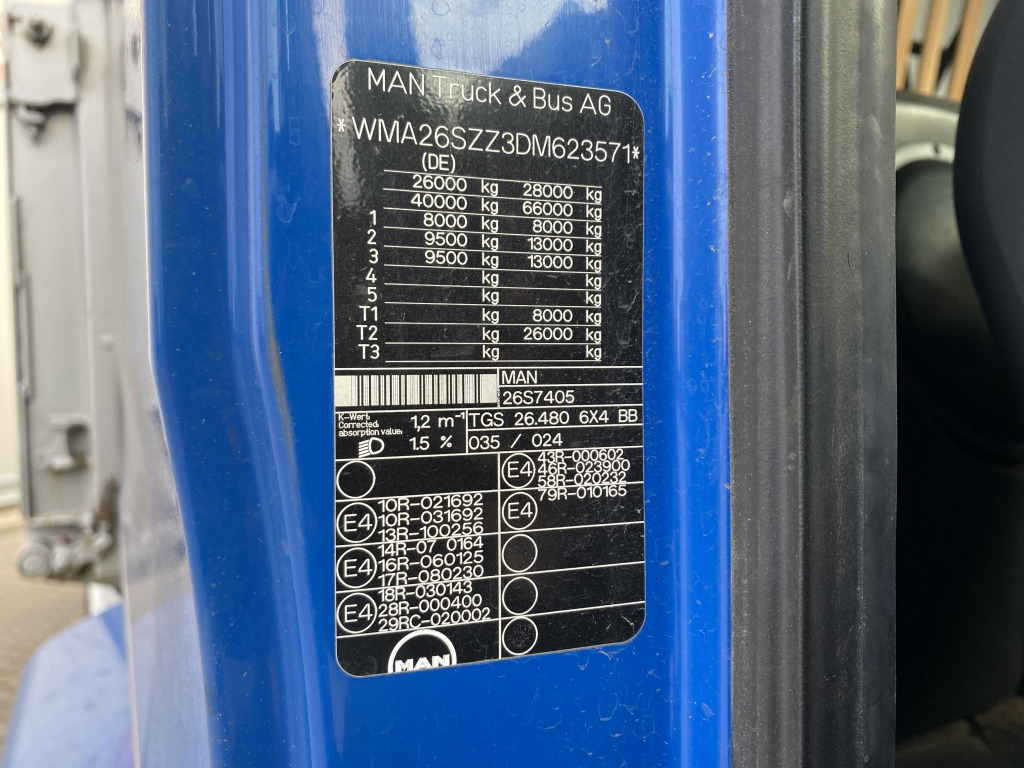 MAN Truck & Bus AG
*WMA26SZZ3DM623571*
(DE)
26000 kg 28000 kg
40000 kg 66000 kg
1 8000 kg 8000 kg
2 9500 kg 13000 kg
3 9500 kg 13000 kg
4 kg
5 kg
T1 kg 8000 kg
T2 kg 26000 kg
T3 kg kg
MAN
26S7405
K-Wert:
Corrected
absorption value: 1,2 m⁻¹
1.5 %
TGS 26.480 6X4 BB
035 / 024
E4
10R-021692
10R-031692
13R-100256
E4
14R-07 0164
16R-060125
17R-080230
E4
18R-030143
28R-000400
29RC-020002
E4
43R-000602
46R-023900
58R-020232
E4
79R-010165
MAN